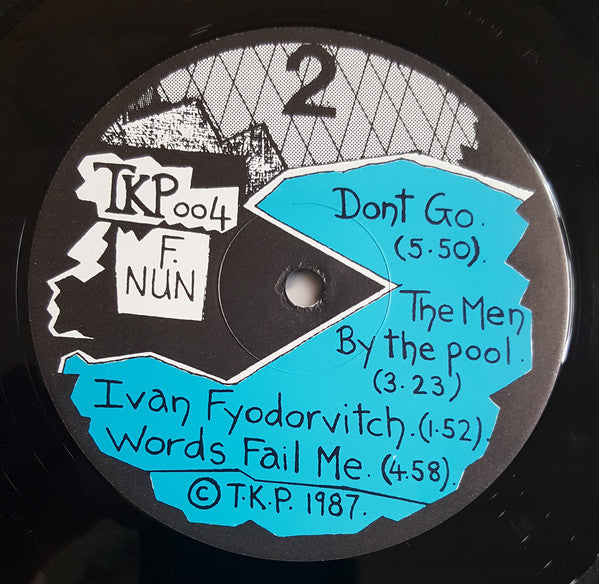 2
TKP004
F.
NUN
Dont Go.
(5.50).
The Men
By the pool.
(3.23)
Ivan Fyodorvitch.(1.52).
Words Fail Me.(4.58).
© T.K.P. 1987.